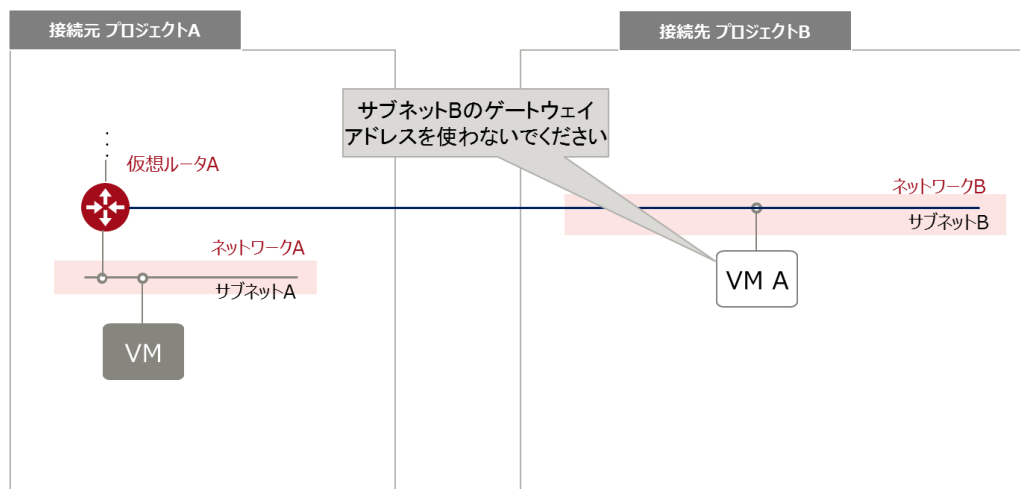 接続元 プロジェクトA
接続先 プロジェクトB
サブネットBのゲートウェイ
アドレスを使わないでください
仮想ルータA
ネットワークB
サブネットB
ネットワークA
サブネットA
VM A
VM